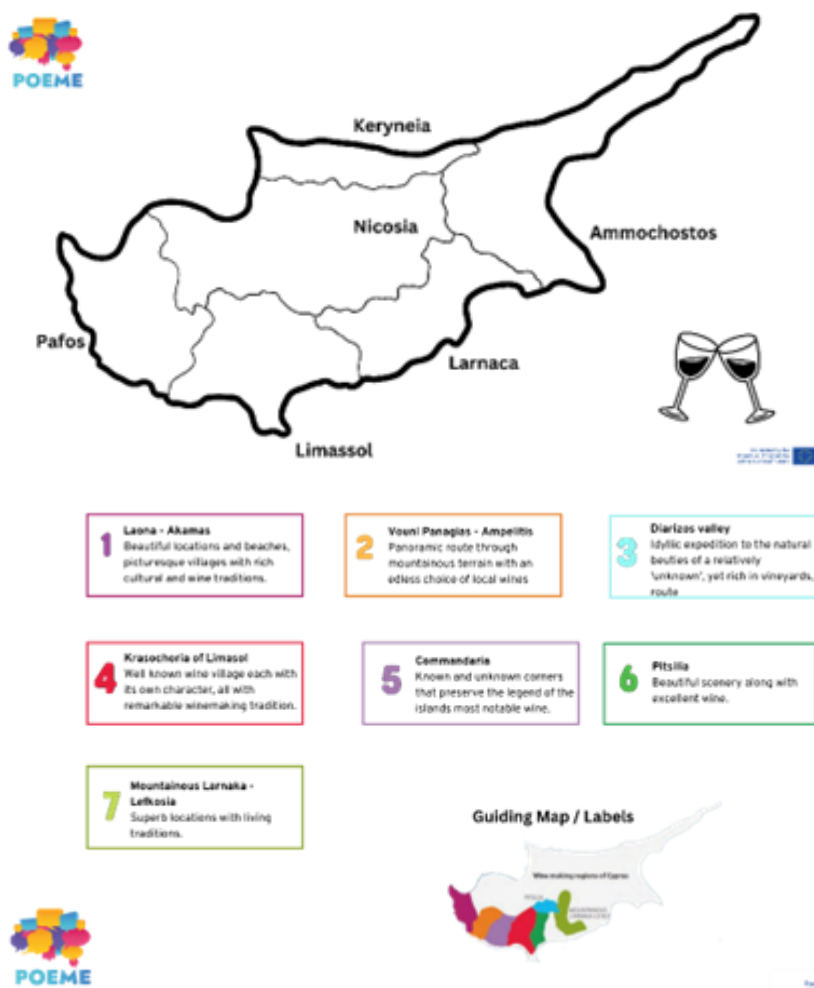 POEME
Keryneia
Nicosia
Ammochostos
Pafos
Larnaca
Limassol
1
Laona - Akamas
Beautiful locations and beaches,
picturesque villages with rich
cultural and wine traditions.
2
Vouni Panagias - Ampelitis
Panoramic route through
mountainous terrain with an
edless choice of local wines
3
Diarizos valley
Idyllic expedition to the natural
beuties of a relatively
'unknown', yet rich in vineyards,
route
4
Krasochoria of Limasol
Well known wine village each with
its own character, all with
remarkable winemaking tradition.
5
Commandaria
Known and unknown corners
that preserve the legend of the
islands most notable wine.
6
Pitsilia
Beautiful scenery along with
excellent wine.
7
Mountainous Larnaka -
Lefkosia
Superb locations with living
traditions.
Guiding Map / Labels
Wine making regions of Cyprus
PITSILIA
MOUNTAINOUS
POEME